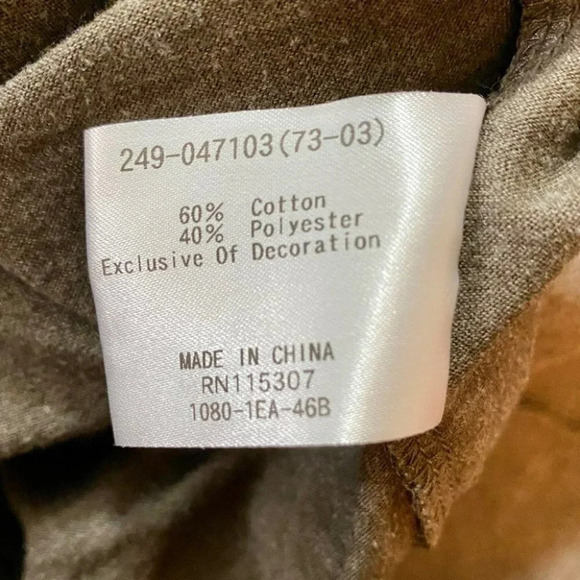 249-047103(73-03)
60% Cotton
40% Polyester
Exclusive Of Decoration
MADE IN CHINA
RN115307
1080-1EA-46B